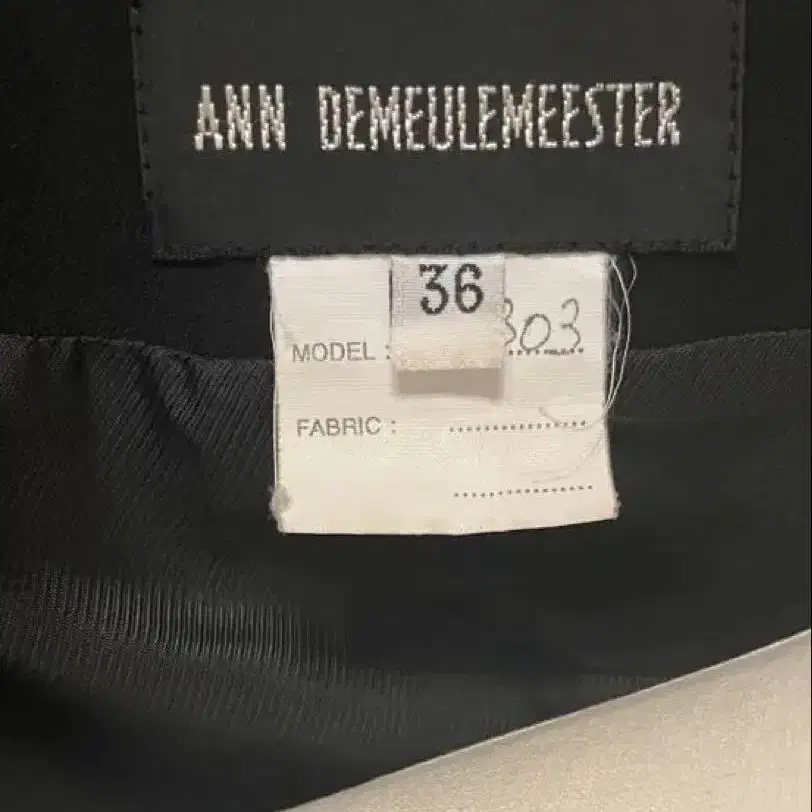 ANN DEMEULEMEESTER
36
MODEL : 303
FABRIC :